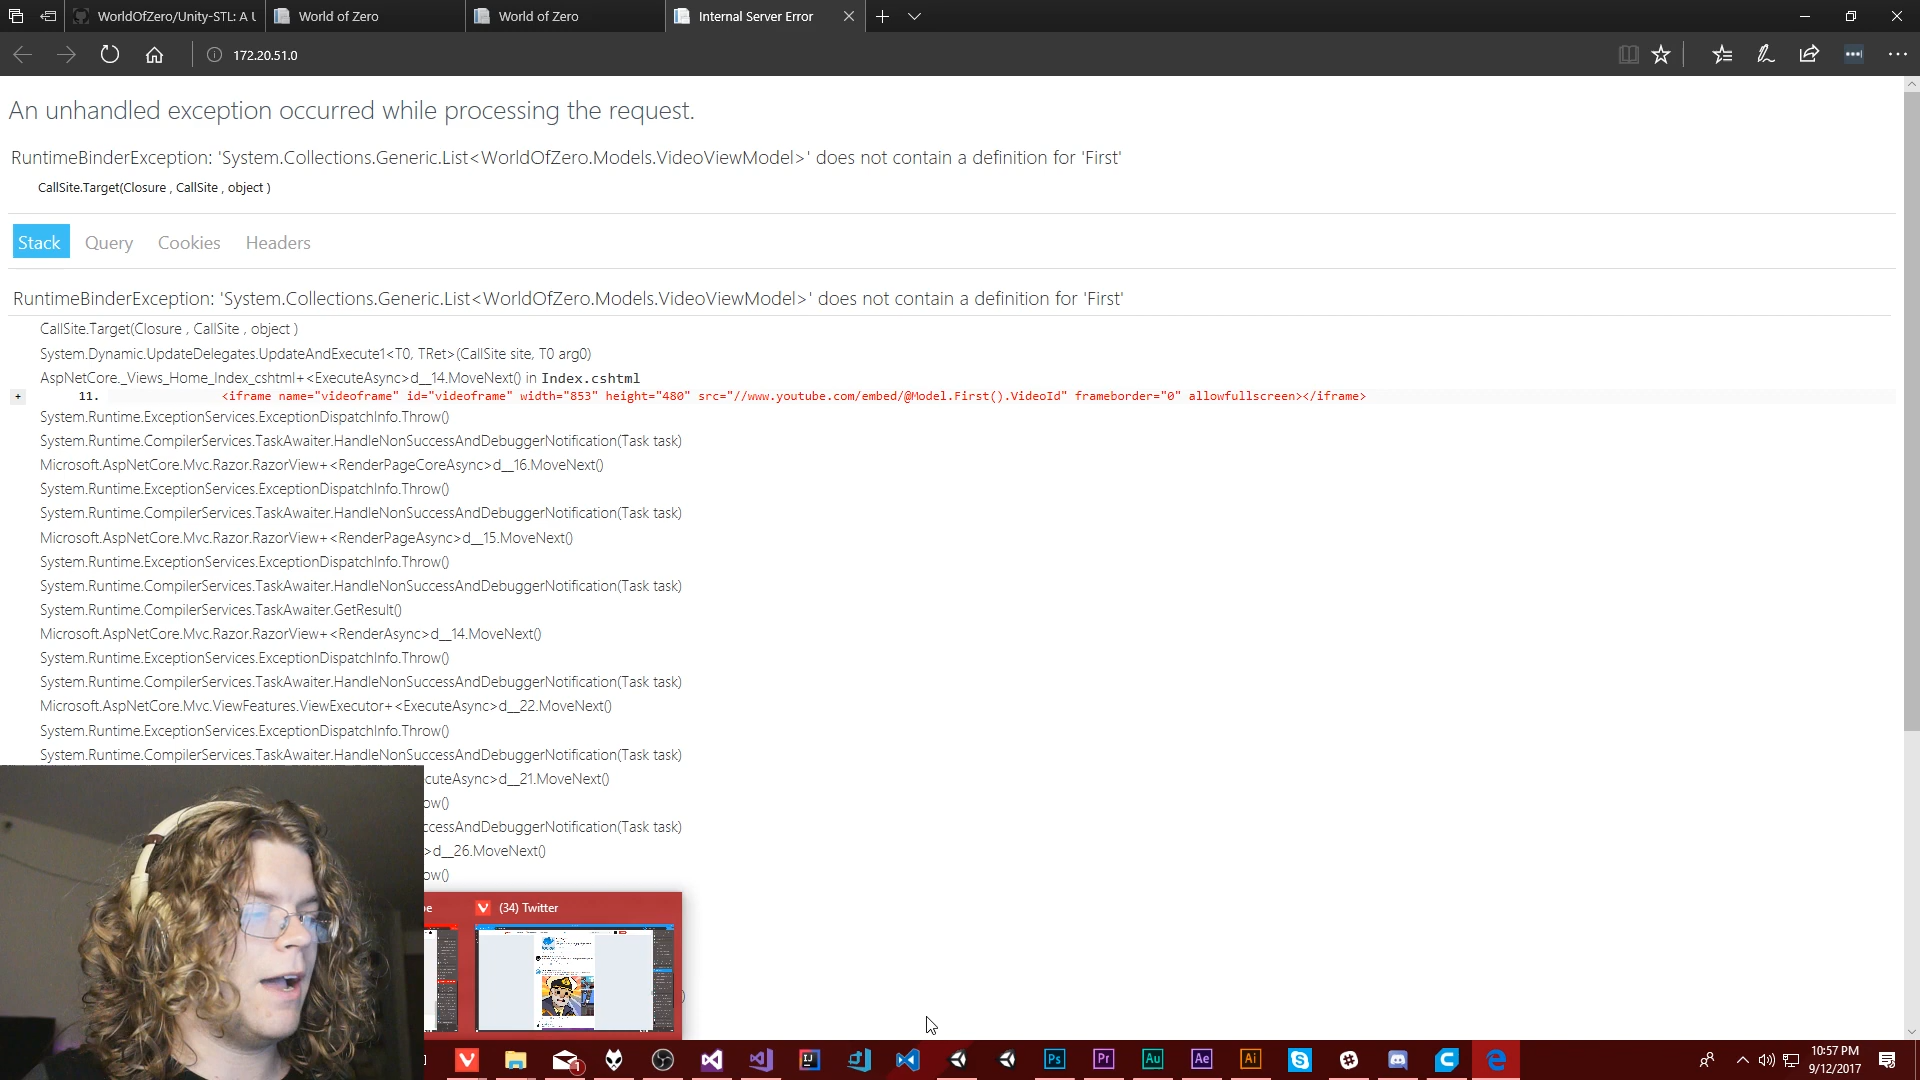 WorldOfZero/Unity-STL: A U
World of Zero
World of Zero
Internal Server Error
172.20.51.0
An unhandled exception occurred while processing the request.
RuntimeBinderException: 'System.Collections.Generic.List<WorldOfZero.Models.VideoViewModel>' does not contain a definition for 'First'
CallSite.Target(Closure , CallSite , object )
Stack Query Cookies Headers
RuntimeBinderException: 'System.Collections.Generic.List<WorldOfZero.Models.VideoViewModel>' does not contain a definition for 'First'
CallSite.Target(Closure , CallSite , object )
System.Dynamic.UpdateDelegates.UpdateAndExecute1<T0, TRet>(CallSite site, T0 arg0)
AspNetCore._Views_Home_Index_cshtml+<ExecuteAsync>d__14.MoveNext() in Index.cshtml
+ 11. <iframe name="videoframe" id="videoframe" width="853" height="480" src="//www.youtube.com/embed/@Model.First().VideoId" frameborder="0" allowfullscreen></iframe>
System.Runtime.ExceptionServices.ExceptionDispatchInfo.Throw()
System.Runtime.CompilerServices.TaskAwaiter.HandleNonSuccessAndDebuggerNotification(Task task)
Microsoft.AspNetCore.Mvc.Razor.RazorView+<RenderPageCoreAsync>d__16.MoveNext()
System.Runtime.ExceptionServices.ExceptionDispatchInfo.Throw()
System.Runtime.CompilerServices.TaskAwaiter.HandleNonSuccessAndDebuggerNotification(Task task)
Microsoft.AspNetCore.Mvc.Razor.RazorView+<RenderPageAsync>d__15.MoveNext()
System.Runtime.ExceptionServices.ExceptionDispatchInfo.Throw()
System.Runtime.CompilerServices.TaskAwaiter.HandleNonSuccessAndDebuggerNotification(Task task)
System.Runtime.CompilerServices.TaskAwaiter.GetResult()
Microsoft.AspNetCore.Mvc.Razor.RazorView+<RenderAsync>d__14.MoveNext()
System.Runtime.ExceptionServices.ExceptionDispatchInfo.Throw()
System.Runtime.CompilerServices.TaskAwaiter.HandleNonSuccessAndDebuggerNotification(Task task)
Microsoft.AspNetCore.Mvc.ViewFeatures.ViewExecutor+<ExecuteAsync>d__22.MoveNext()
System.Runtime.ExceptionServices.ExceptionDispatchInfo.Throw()
System.Runtime.CompilerServices.TaskAwaiter.HandleNonSuccessAndDebuggerNotification(Task task)
cuteAsync>d__21.MoveNext()
ow()
ccessAndDebuggerNotification(Task task)
>d__26.MoveNext()
ow()
be
(34) Twitter
1
Ps Pr Au Ae Ai
10:57 PM
9/12/2017